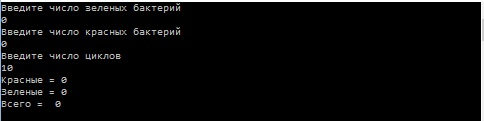 Введите число зеленых бактерий
0
Введите число красных бактерий
0
Введите число циклов
10
Красные = 0
Зеленые = 0
Всего =  0